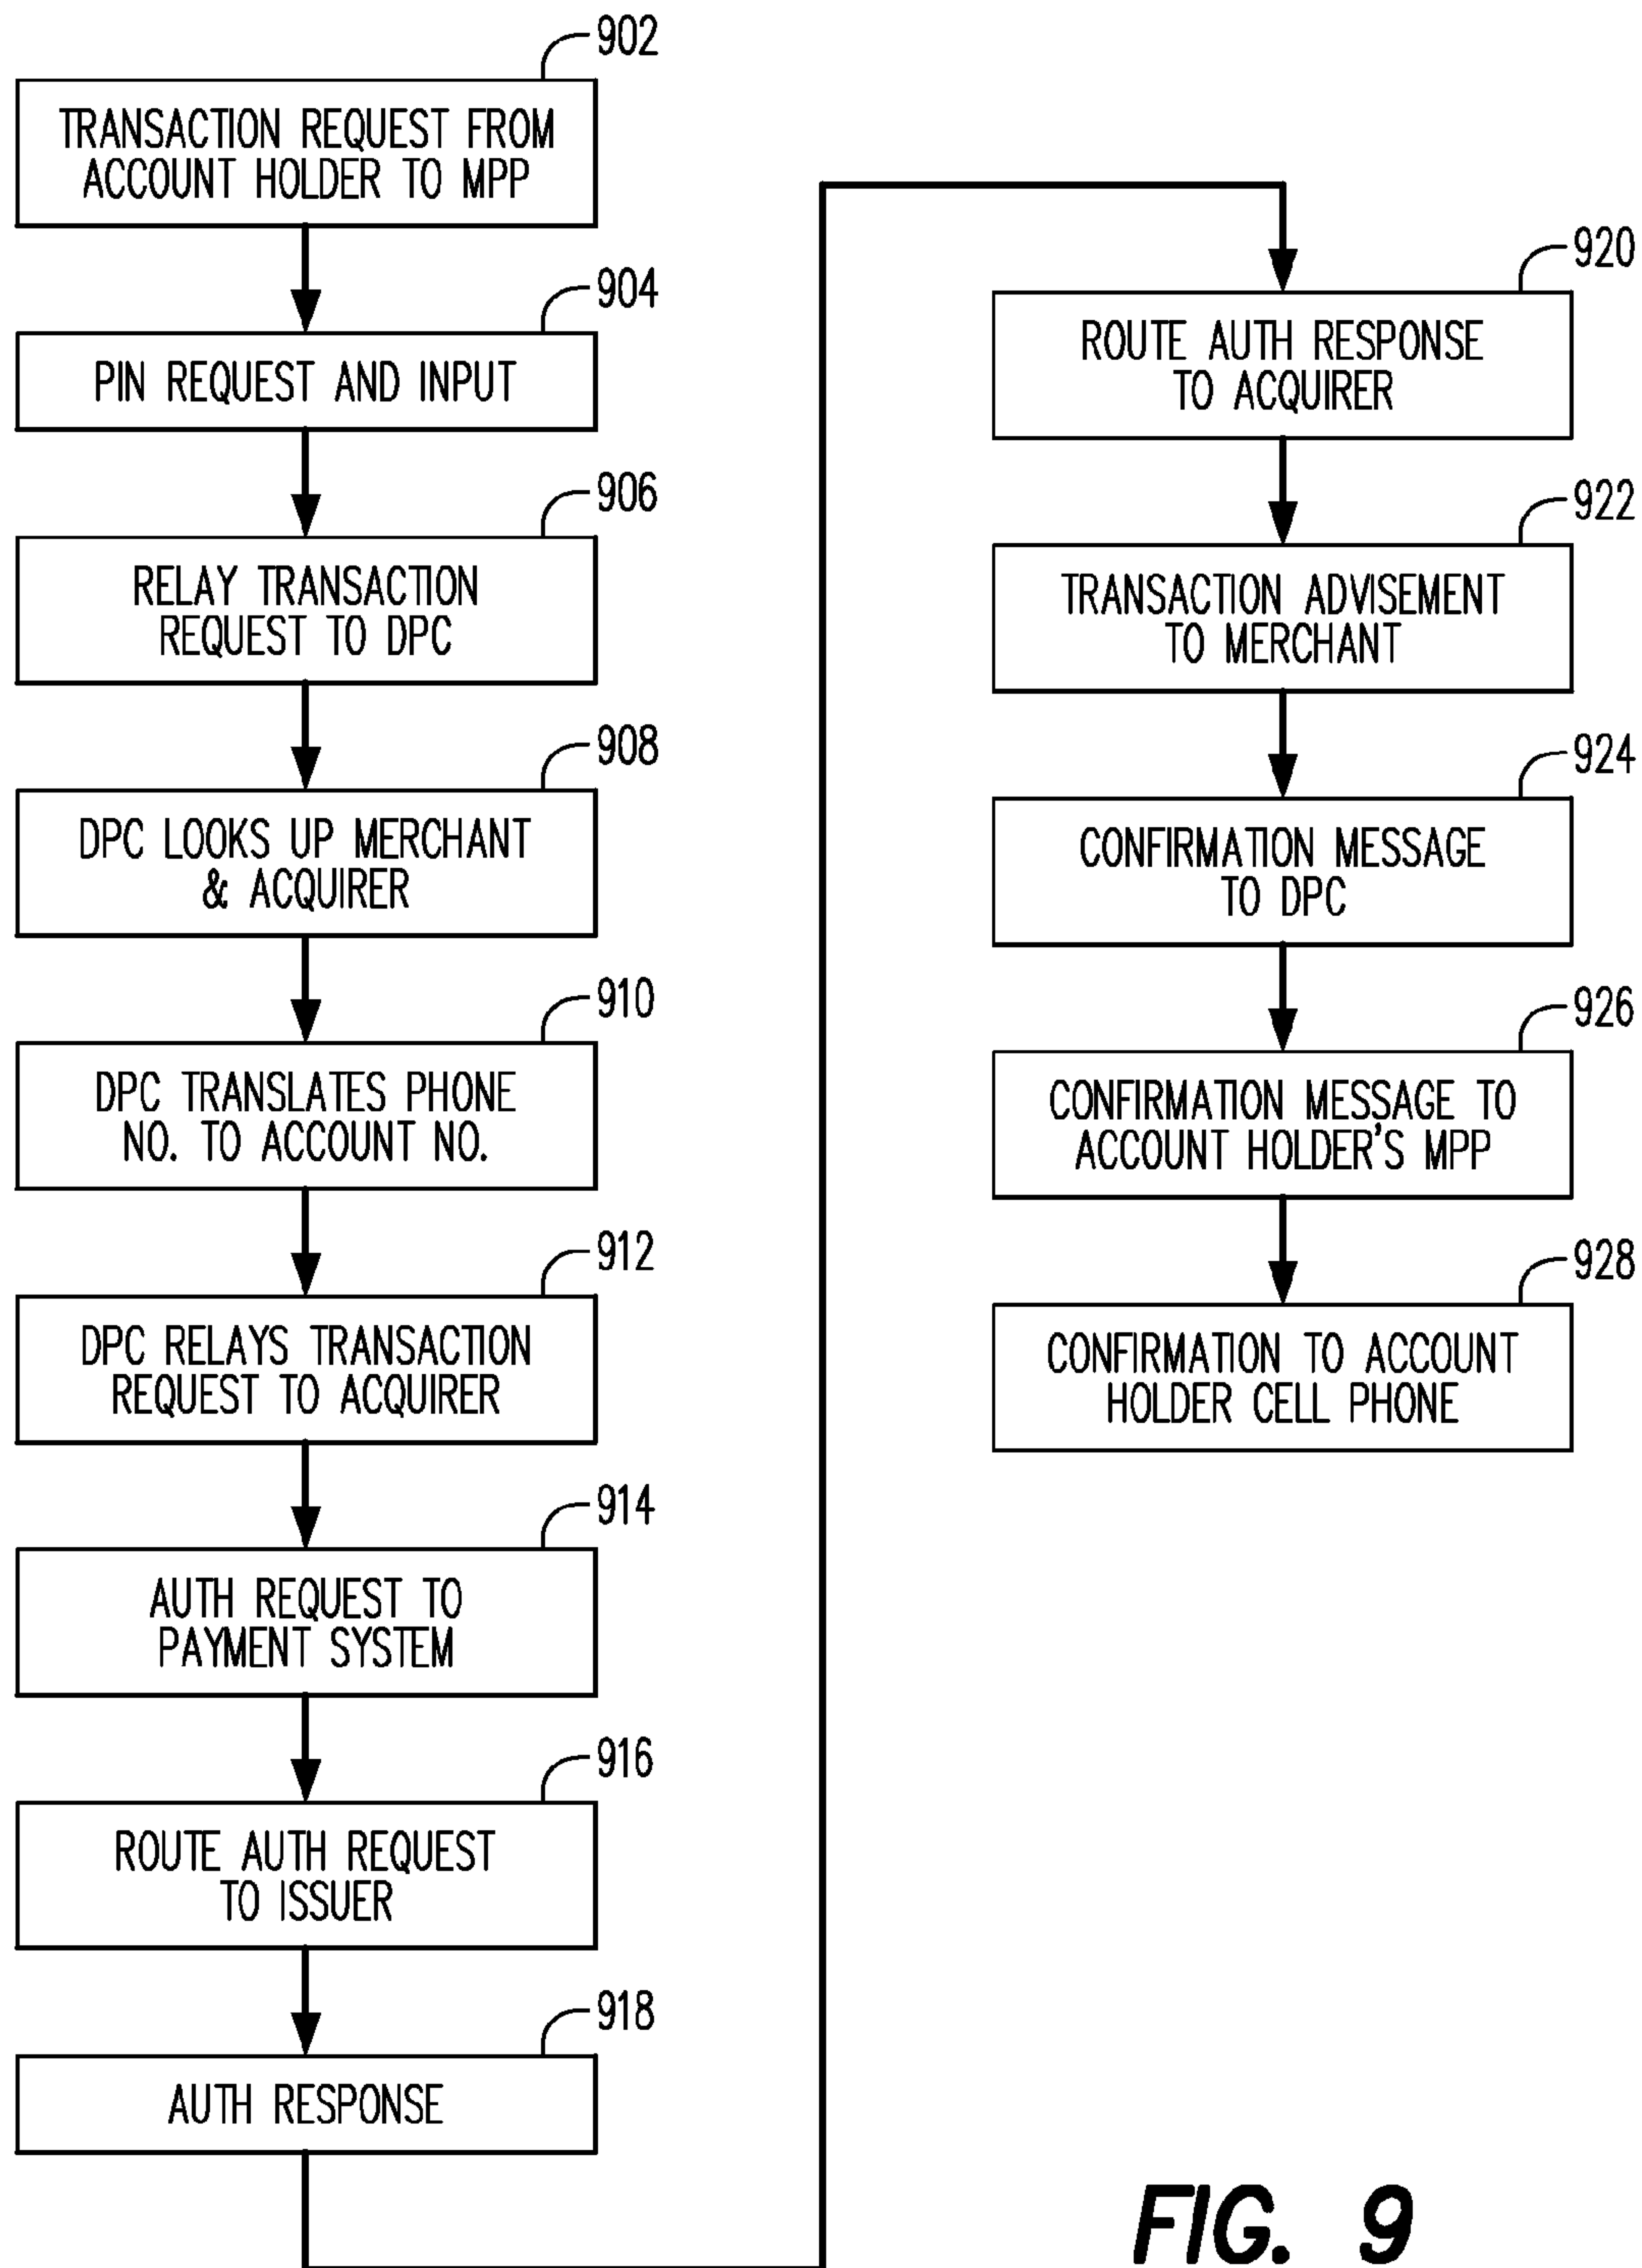 902
TRANSACTION REQUEST FROM
ACCOUNT HOLDER TO MPP
904
PIN REQUEST AND INPUT
906
RELAY TRANSACTION
REQUEST TO DPC
908
DPC LOOKS UP MERCHANT
& ACQUIRER
910
DPC TRANSLATES PHONE
NO. TO ACCOUNT NO.
912
DPC RELAYS TRANSACTION
REQUEST TO ACQUIRER
914
AUTH REQUEST TO
PAYMENT SYSTEM
916
ROUTE AUTH REQUEST
TO ISSUER
918
AUTH RESPONSE
920
ROUTE AUTH RESPONSE
TO ACQUIRER
922
TRANSACTION ADVISEMENT
TO MERCHANT
924
CONFIRMATION MESSAGE
TO DPC
926
CONFIRMATION MESSAGE TO
ACCOUNT HOLDER'S MPP
928
CONFIRMATION TO ACCOUNT
HOLDER CELL PHONE
FIG. 9